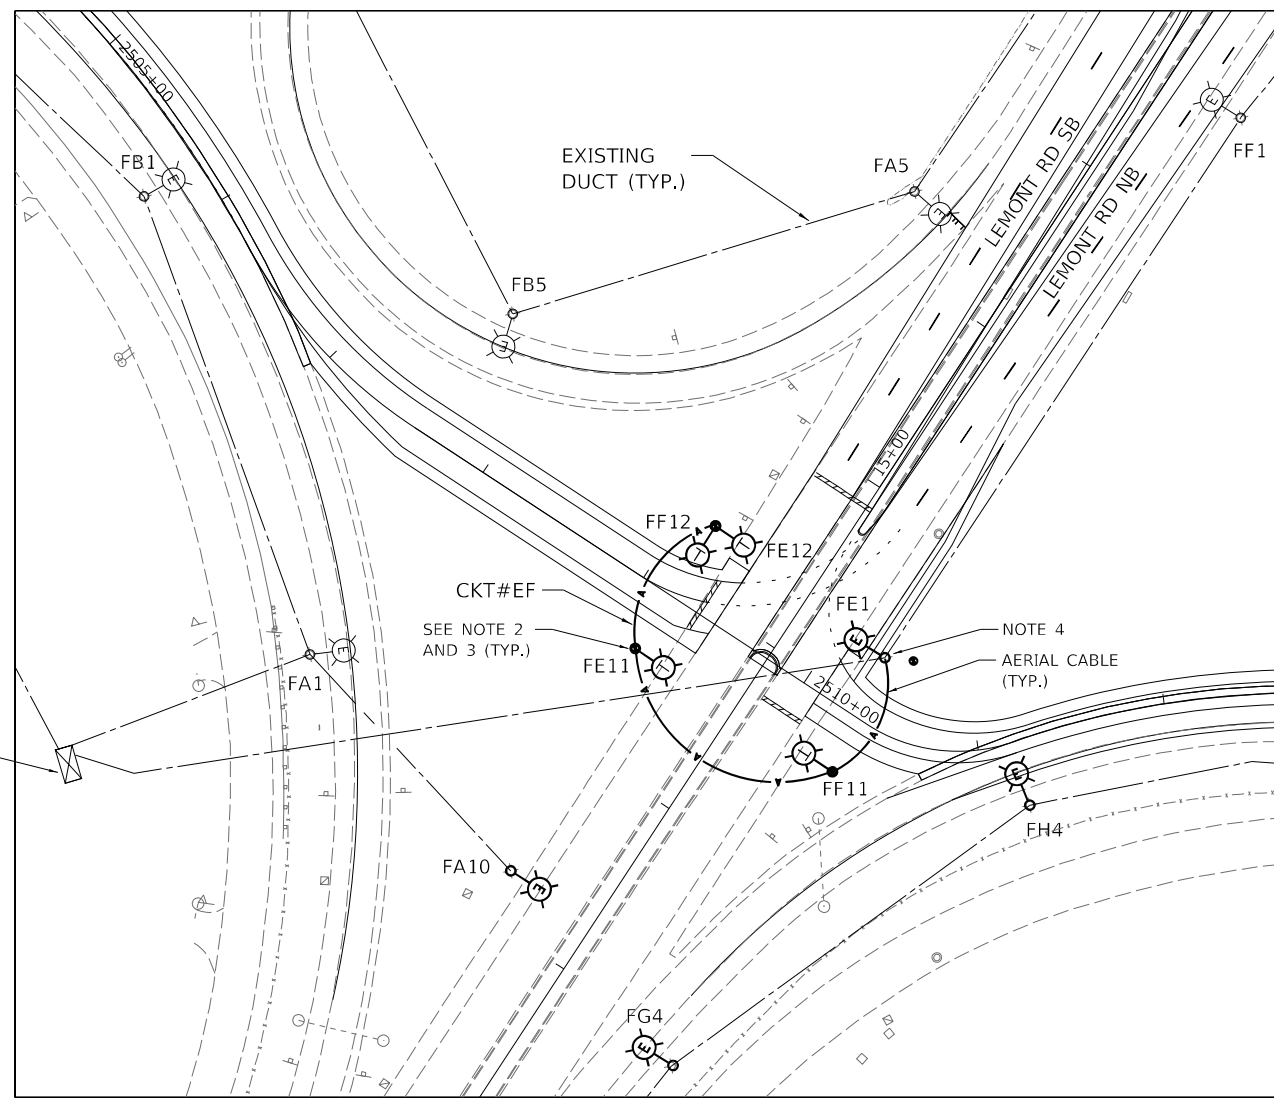 2505+00
FB1
E
EXISTING
DUCT (TYP.)
FA5
E
LEMONT RD SB
LEMONT RD NB
E
FF1
FB5
E
15+00
FF12
T
T
FE12
CKT#EF
SEE NOTE 2
AND 3 (TYP.)
FE11
T
FE1
E
NOTE 4
AERIAL CABLE
(TYP.)
2510+00
E
FA1
T
FF11
E
FH4
FA10
E
FG4
E
A
A
A
A
A
A